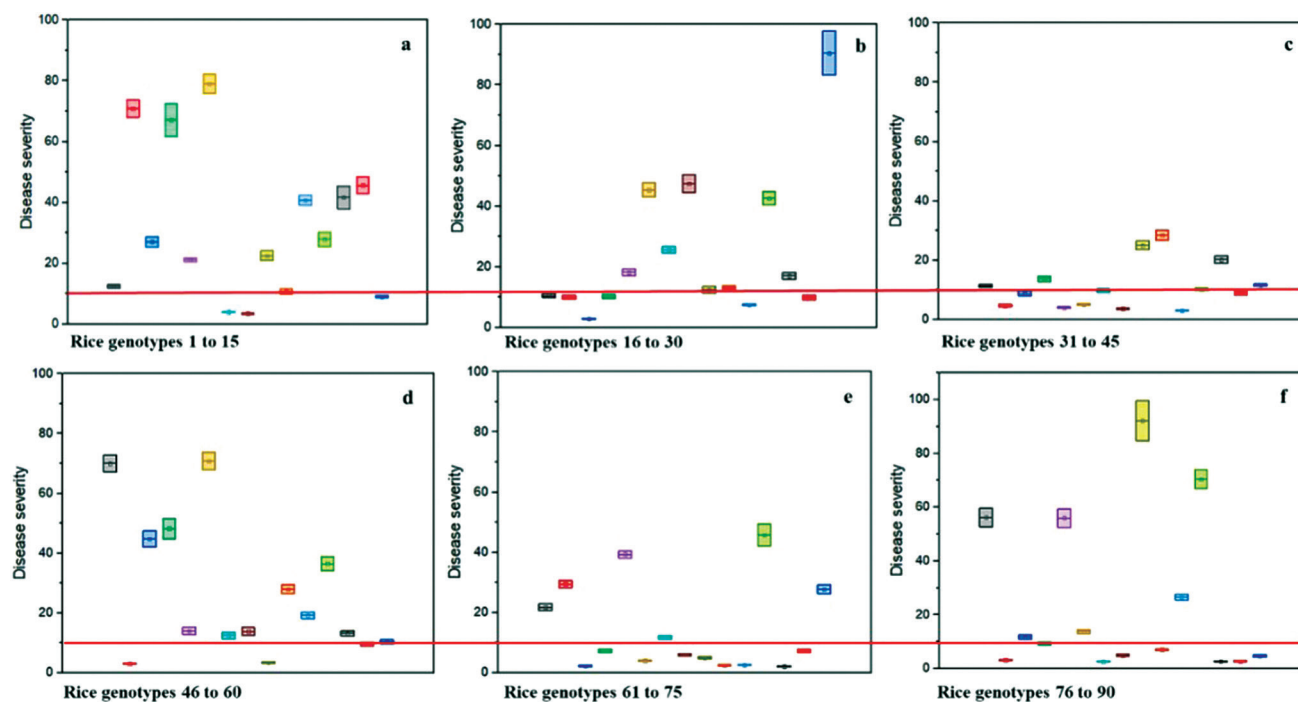 100
80
60
40
20
0
Disease severity
a
Rice genotypes 1 to 15
100
80
60
40
20
0
Disease severity
b
Rice genotypes 16 to 30
100
80
60
40
20
0
Disease severity
c
Rice genotypes 31 to 45
100
80
60
40
20
0
Disease severity
d
Rice genotypes 46 to 60
100
80
60
40
20
0
Disease severity
e
Rice genotypes 61 to 75
100
80
60
40
20
0
Disease severity
f
Rice genotypes 76 to 90